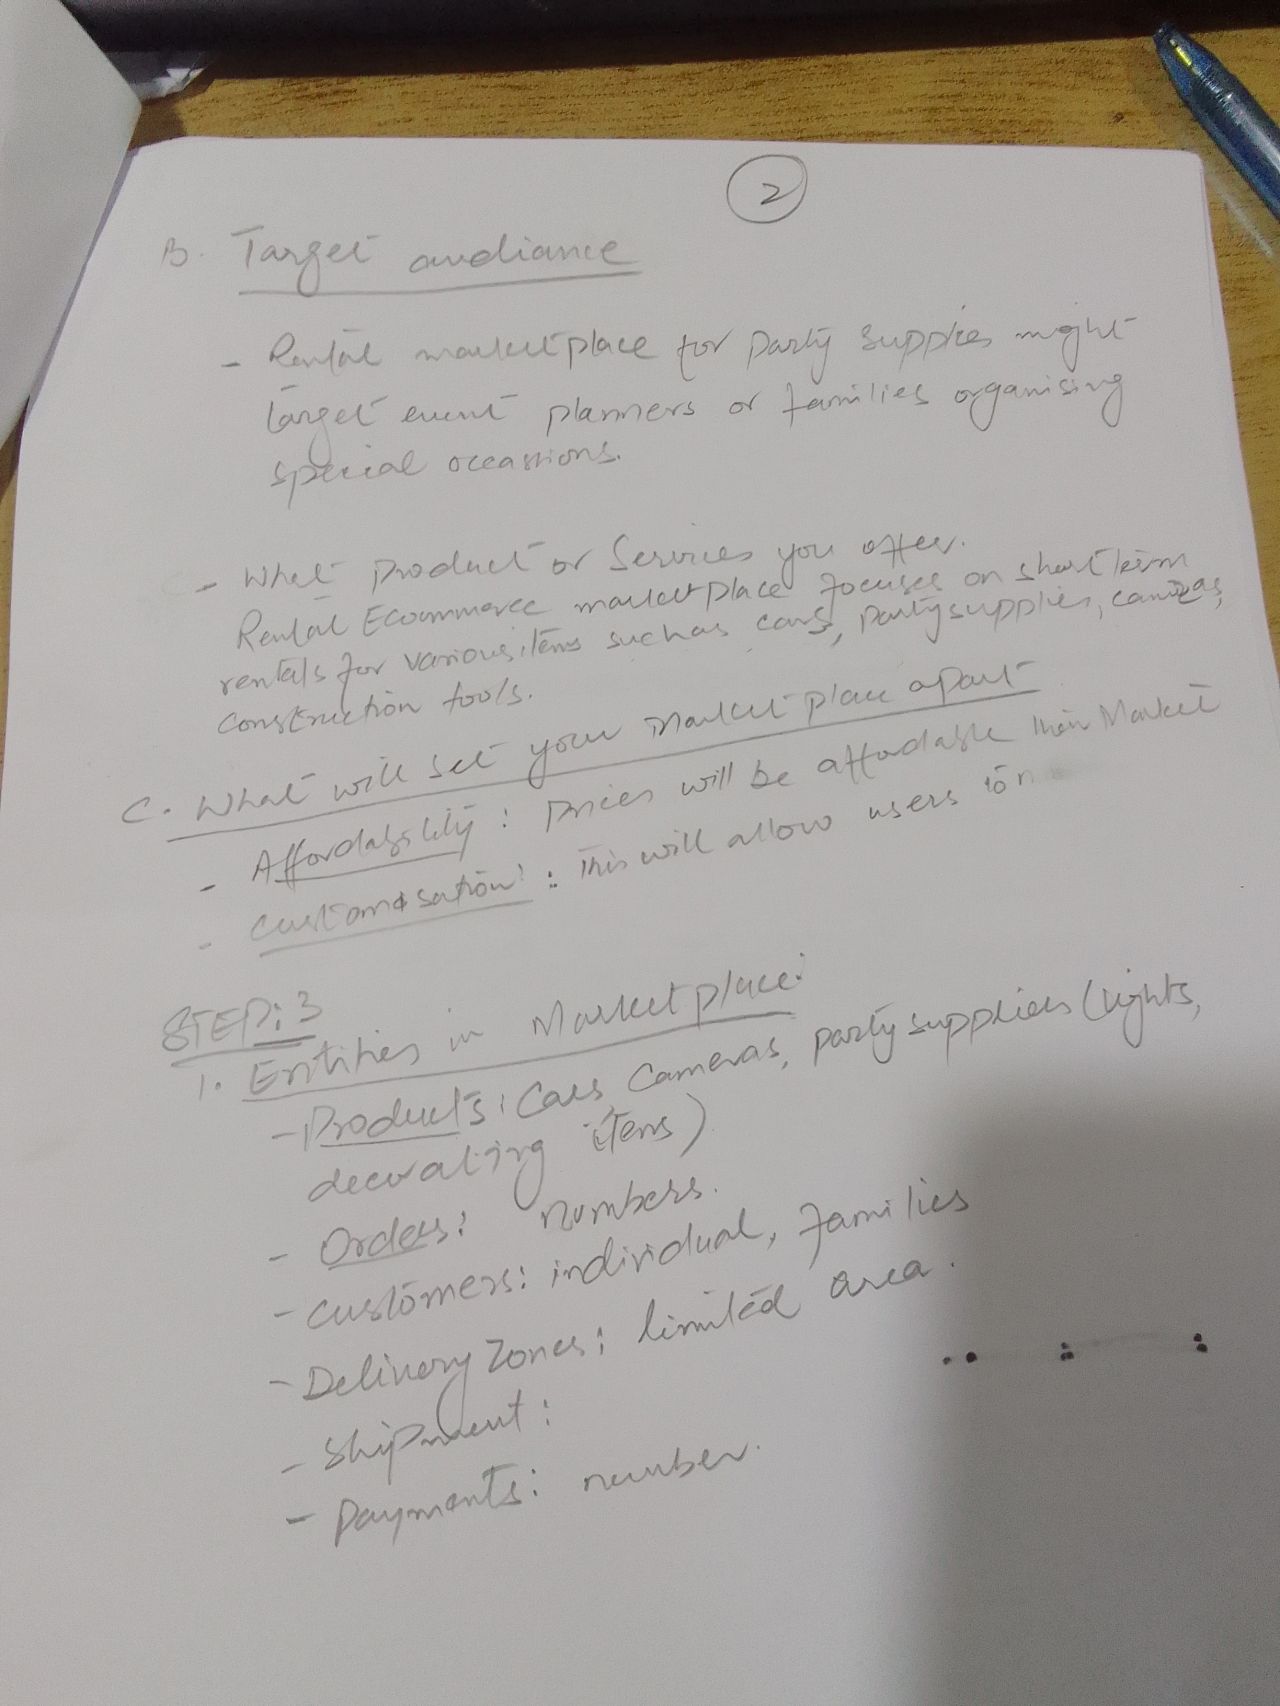 2
B. Target audiance
- Rental marketplace for party supplies might
target event planners or families organising
special occassions.
- What product or Services you offer.
Rental Ecommerce marketplace focuses on short term
rentals for various items such as cars, party supplies, cameras,
construction tools.
C. What will set your market place apart
- Affordability : Prices will be affordable then Market
- customisation : This will allow users to
STEP: 3
1. Entities in Marketplace:
- Products: Cars, Cameras, party suppliers (Lights,
decorating items)
- Orders: numbers.
- customers: individual, families
- Delivery Zones: limited area.
- shipment:
- payments: number.